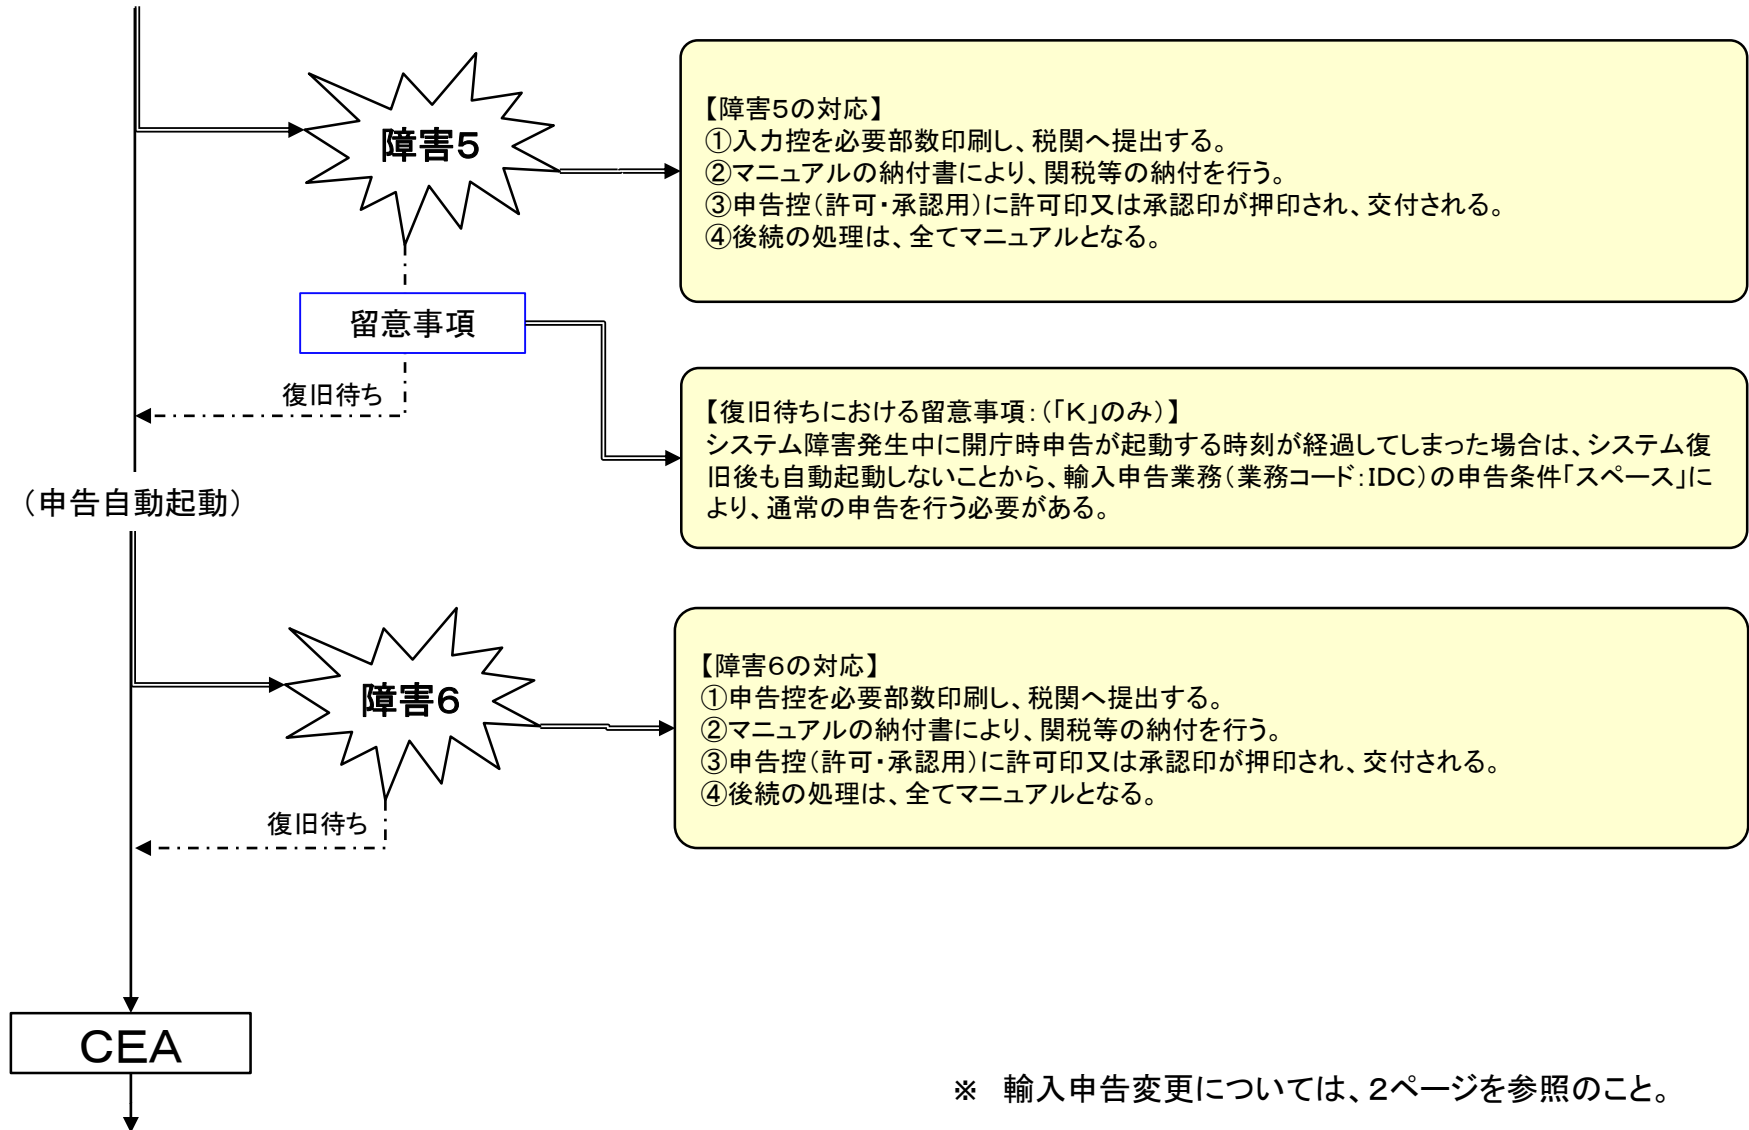 障害５
【障害５の対応】
①入力控を必要部数印刷し、税関へ提出する。
②マニュアルの納付書により、関税等の納付を行う。
③申告控（許可・承認用）に許可印又は承認印が押印され、交付される。
④後続の処理は、全てマニュアルとなる。
留意事項
復旧待ち
【復旧待ちにおける留意事項：（「Ｋ」のみ）】
システム障害発生中に開庁時申告が起動する時刻が経過してしまった場合は、システム復
旧後も自動起動しないことから、輸入申告業務（業務コード：IDC）の申告条件「スペース」に
より、通常の申告を行う必要がある。
（申告自動起動）
障害６
【障害６の対応】
①申告控を必要部数印刷し、税関へ提出する。
②マニュアルの納付書により、関税等の納付を行う。
③申告控（許可・承認用）に許可印又は承認印が押印され、交付される。
④後続の処理は、全てマニュアルとなる。
復旧待ち
ＣＥＡ
※　輸入申告変更については、２ページを参照のこと。